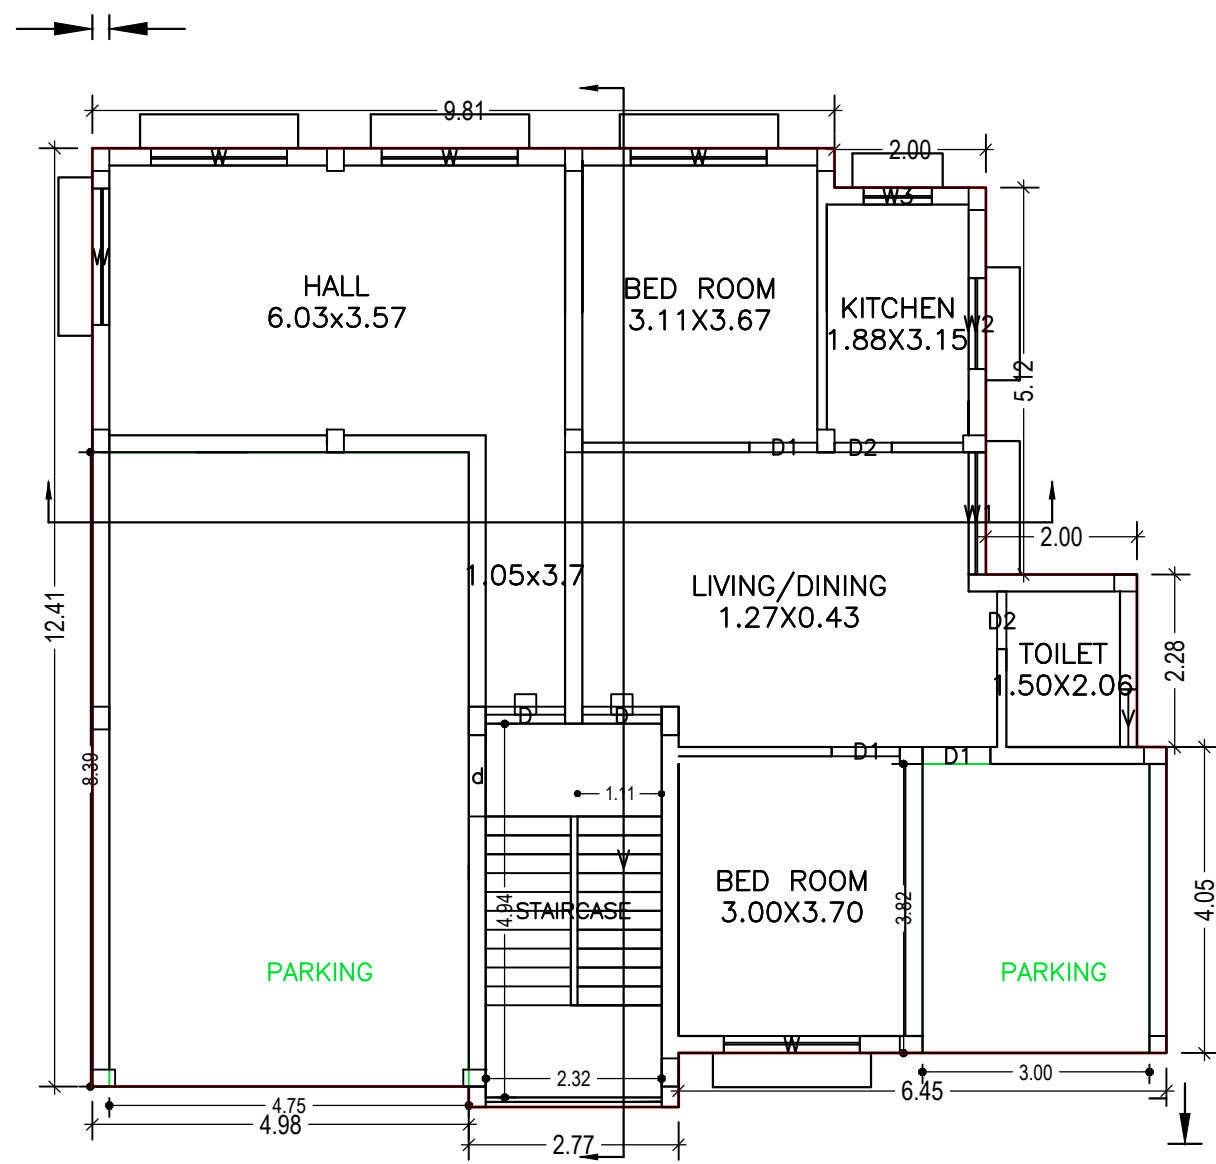 9.81
W
W
W
2.00
W3
W
HALL
6.03x3.57
BED ROOM
3.11X3.67
KITCHEN
1.88X3.15
W2
5.12
D1
D2
W1
2.00
12.41
1.05x3.7
LIVING/DINING
1.27X0.43
D2
TOILET
1.50X2.06
2.28
D
D
D1
D1
8.39
d
1.11
BED ROOM
3.00X3.70
3.82
4.05
4.94
STAIRCASE
PARKING
PARKING
W
2.32
3.00
6.45
4.75
4.98
2.77